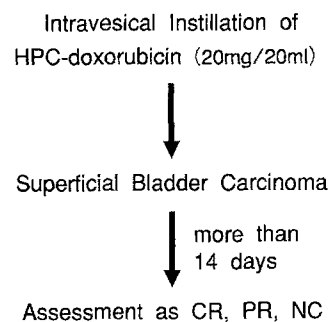 Intravesical Instillation of
HPC-doxorubicin (20mg/20ml)
Superficial Bladder Carcinoma
more than
14 days
Assessment as CR, PR, NC